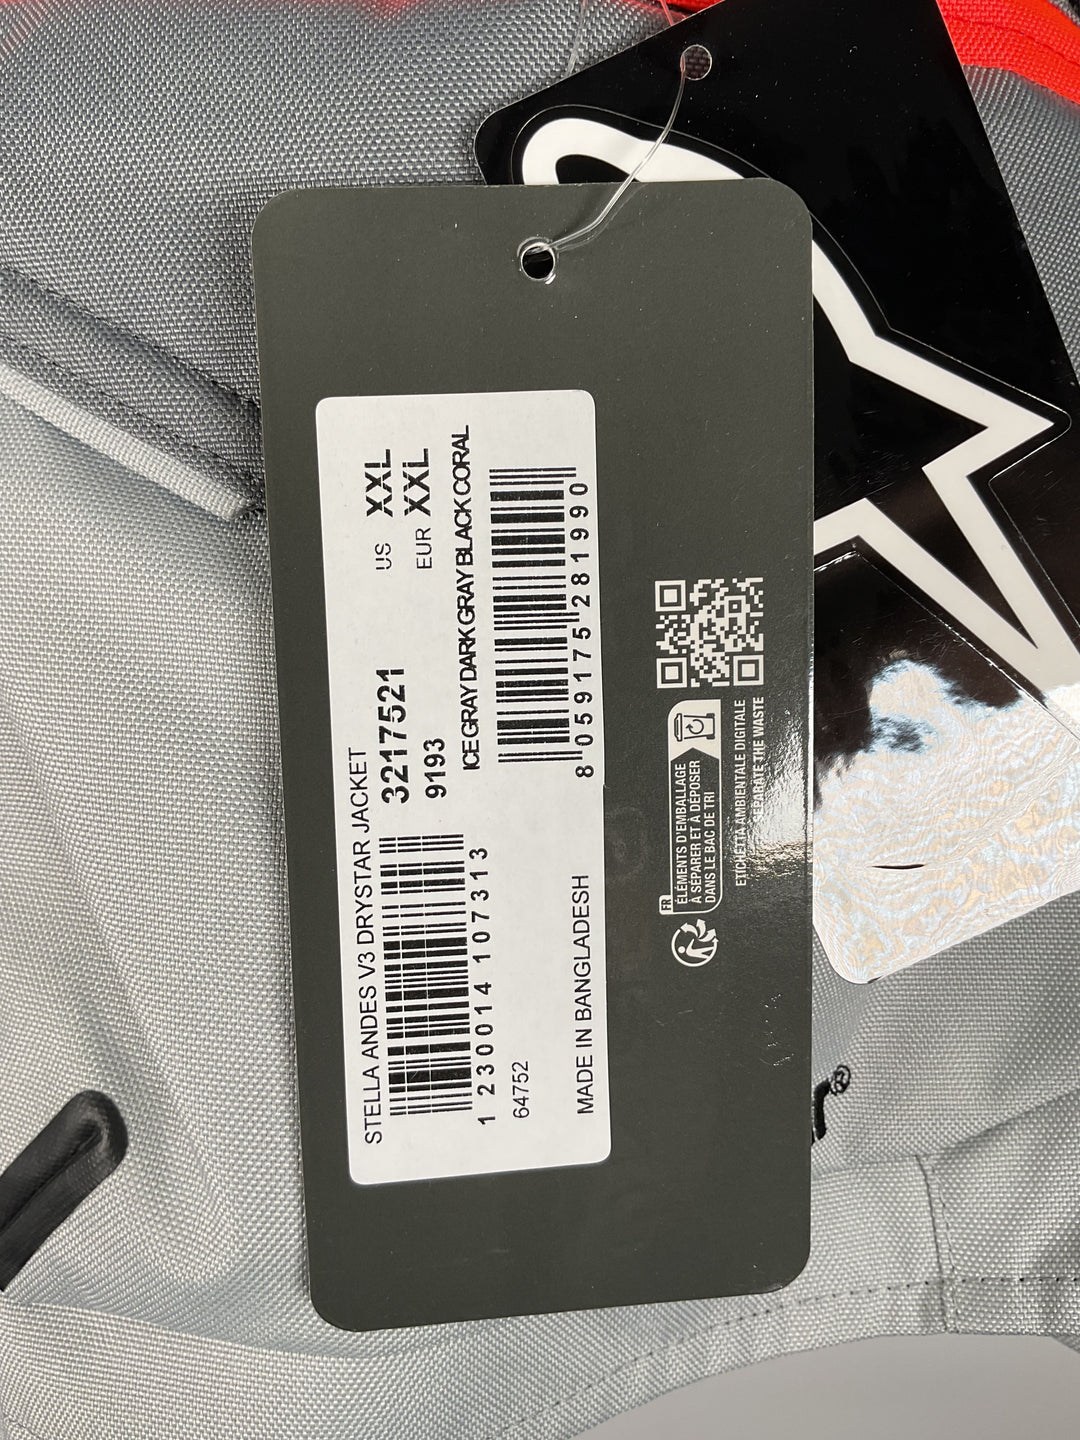 STELLA ANDES V3 DRYSTAR JACKET
3217521
9193
US XXL
EUR XXL
ICE GRAY DARK GRAY BLACK CORAL
1 230014 107313
8 059175 281990
64752
MADE IN BANGLADESH
FR
ÉLÉMENTS D'EMBALLAGE
À SÉPARER ET À DÉPOSER
DANS LE BAC DE TRI
ETICHETTA AMBIENTALE DIGITALE
SEPARATE THE WASTE
®